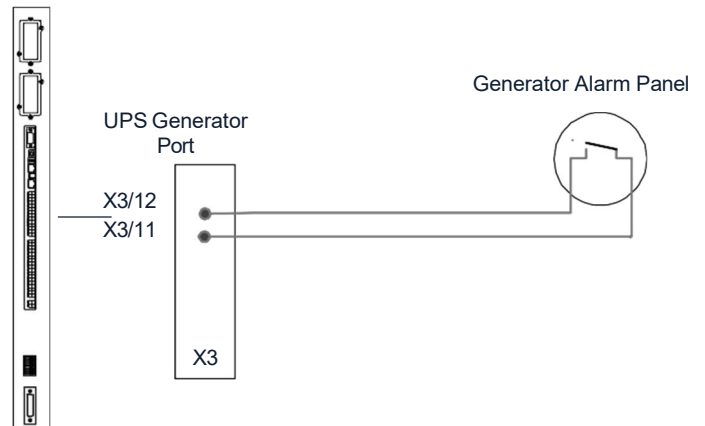 Generator Alarm Panel
UPS Generator
Port
X3/12
X3/11
X3